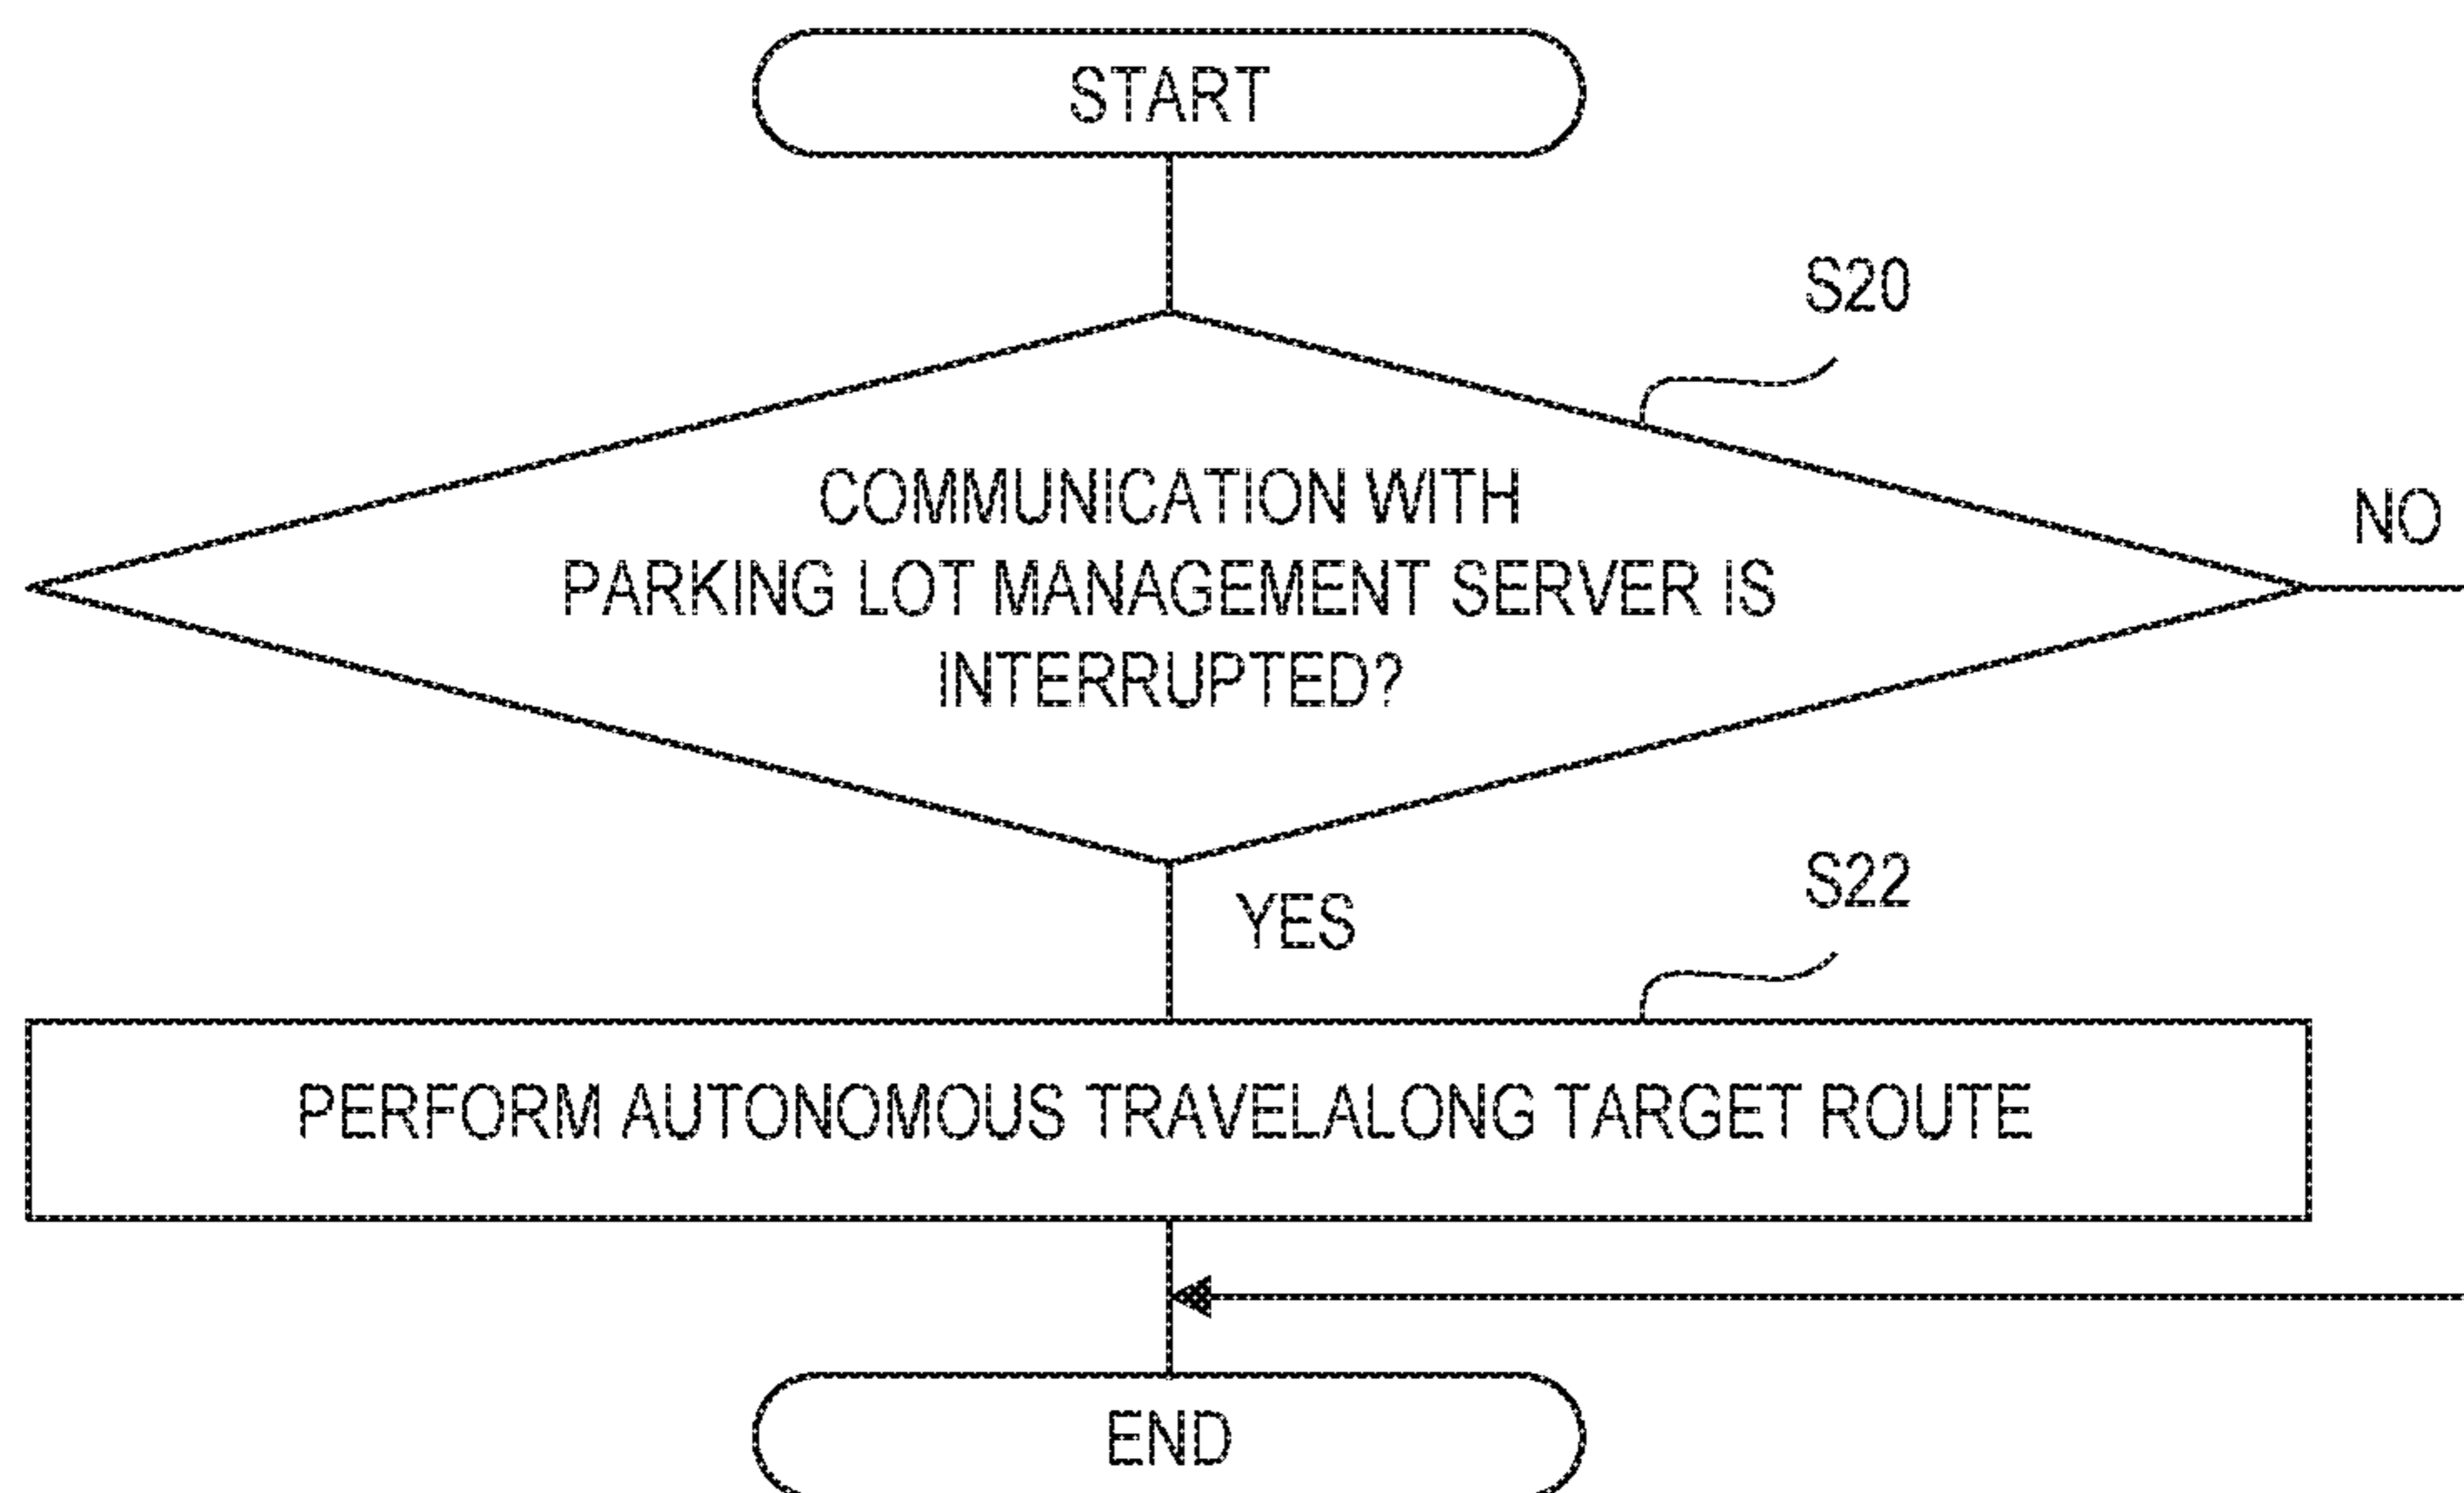 START
S20
COMMUNICATION WITH
NO
PARKING LOT MANAGEMENT SERVER IS
INTERRUPTED?
S22
YES
PERFORM AUTONOMOUS TRAVELALONG TARGET ROUTE
END